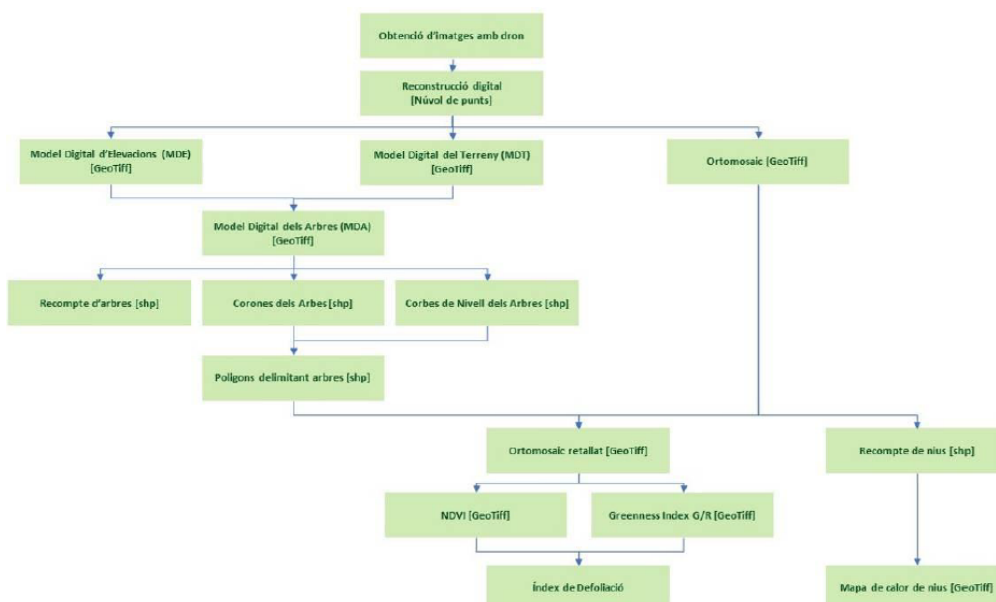 Obtenció d'imatges amb dron
Reconstrucció digital
[Núvol de punts]
Model Digital d'Elevacions (MDE)
[GeoTiff]
Model Digital del Terreny (MDT)
[GeoTiff]
Ortomosaic [GeoTiff]
Model Digital dels Arbres (MDA)
[GeoTiff]
Recompte d'arbres [shp]
Corones dels Arbes [shp]
Corbes de Nivell dels Arbres [shp]
Poligons delimitant arbres [shp]
Ortomosaic retallat [GeoTiff]
Recompte de nius [shp]
NDVI [GeoTiff]
Greenness Index G/R [GeoTiff]
Índex de Defoliació
Mapa de calor de nius [GeoTiff]